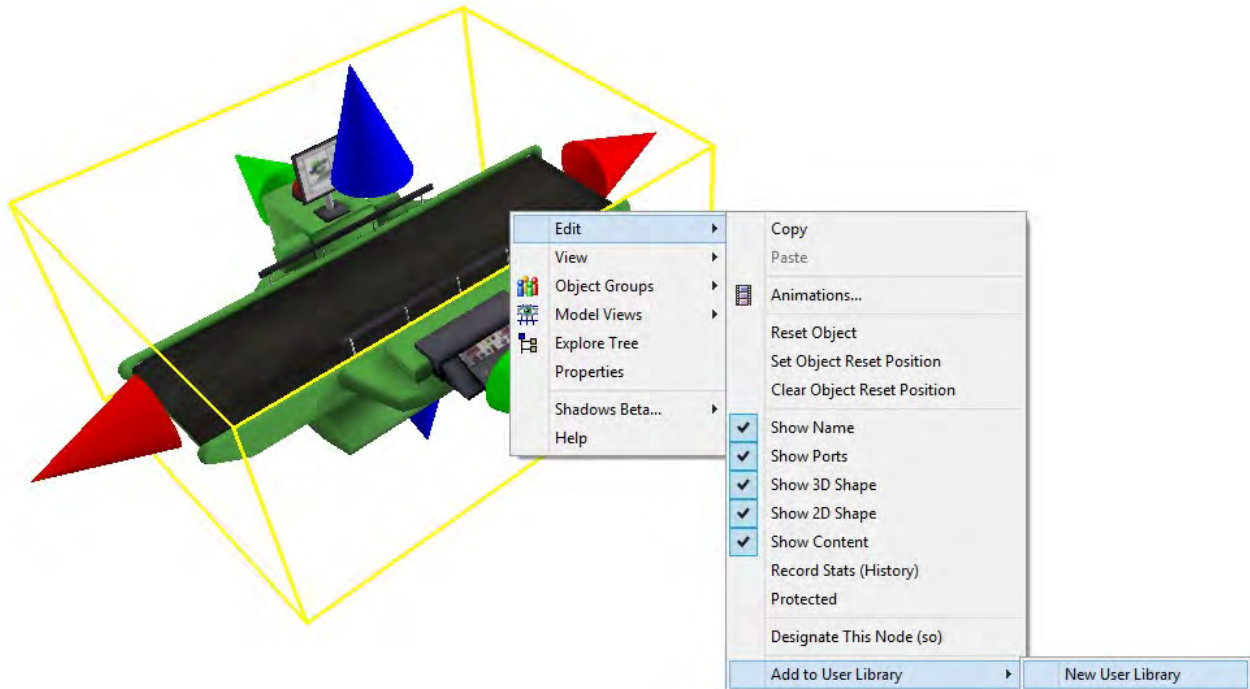 Edit
View
Object Groups
Model Views
Explore Tree
Properties
Shadows Beta...
Help
Copy
Paste
Animations...
Reset Object
Set Object Reset Position
Clear Object Reset Position
Show Name
Show Ports
Show 3D Shape
Show 2D Shape
Show Content
Record Stats (History)
Protected
Designate This Node (so)
Add to User Library
New User Library